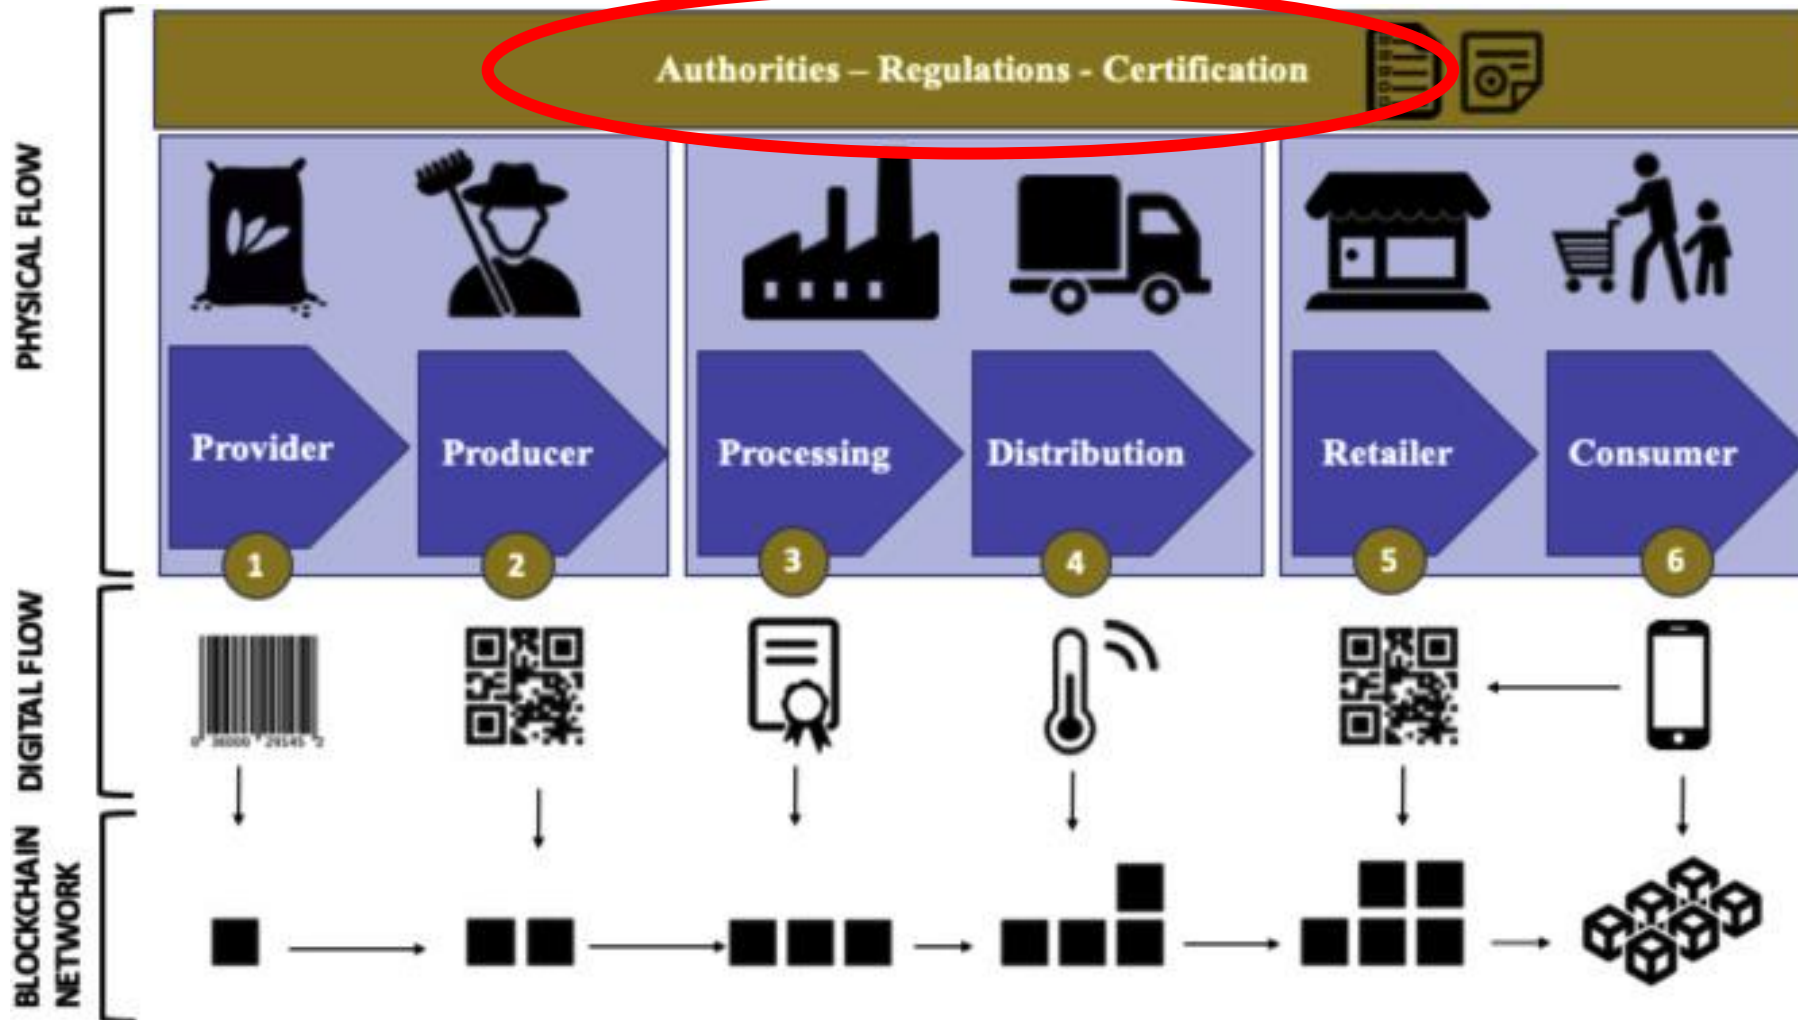 PHYSICAL FLOW
Authorities – Regulations - Certification
Provider
Producer
Processing
Distribution
Retailer
Consumer
1
2
3
4
5
6
DIGITAL FLOW
BLOCKCHAIN
NETWORK